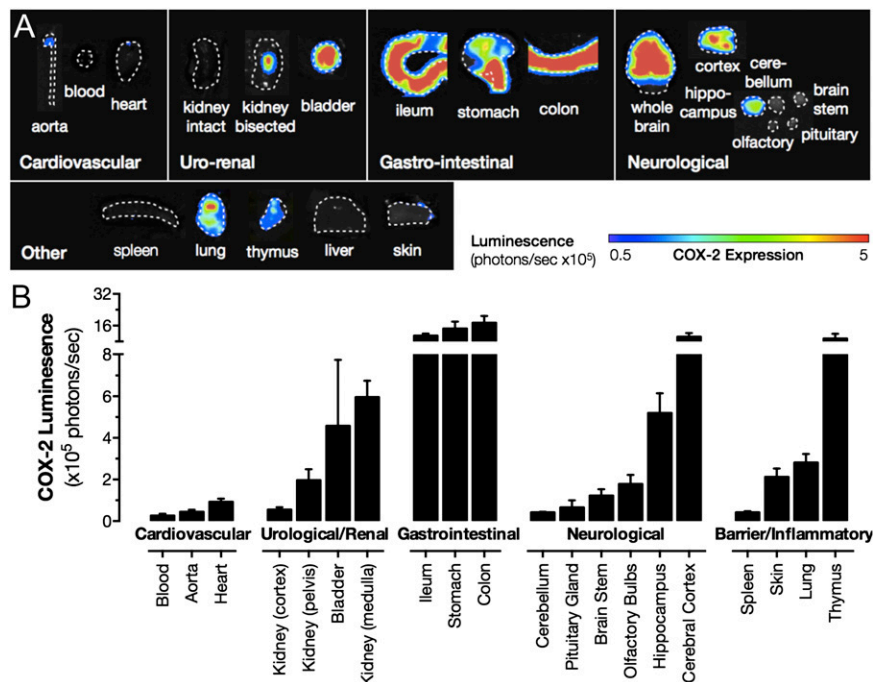 A
aorta
blood
heart
Cardiovascular
kidney
intact
kidney
bisected
bladder
Uro-renal
ileum
stomach
colon
Gastro-intestinal
whole
brain
cortex
cere-
bellum
hippo-
campus
brain
stem
olfactory
pituitary
Neurological
Other
spleen
lung
thymus
liver
skin
Luminescence
(photons/sec x10⁵)
0.5
COX-2 Expression
5
B
COX-2 Luminesence
(x10⁵ photons/sec)
32
16
8
6
4
2
0
Cardiovascular
Urological/Renal
Gastrointestinal
Neurological
Barrier/Inflammatory
Blood
Aorta
Heart
Kidney (cortex)
Kidney (pelvis)
Bladder
Kidney (medulla)
Ileum
Stomach
Colon
Cerebellum
Pituitary Gland
Brain Stem
Olfactory Bulbs
Hippocampus
Cerebral Cortex
Spleen
Skin
Lung
Thymus